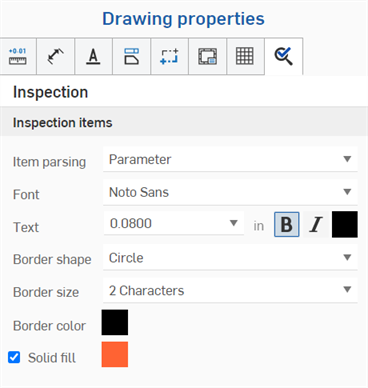 Drawing properties
+0·01
A
Inspection
Inspection items
Item parsing Parameter
Font Noto Sans
Text 0.0800 in B I
Border shape Circle
Border size 2 Characters
Border color
Solid fill